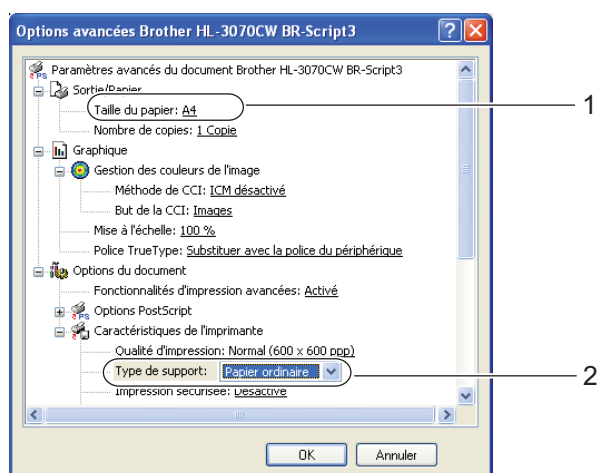 Options avancées Brother HL-3070CW BR-Script3
Paramètres avancés du document Brother HL-3070CW BR-Script3
Sortie/Papier
Taille du papier: A4
1
Nombre de copies: 1 Copie
Graphique
Gestion des couleurs de l'image
Méthode de CCI: ICM désactivé
But de la CCI: Images
Mise à l'échelle: 100 %
Police TrueType: Substituer avec la police du périphérique
Options du document
Fonctionnalités d'impression avancées: Activé
Options PostScript
Caractéristiques de l'imprimante
Qualité d'impression: Normal (600 x 600 ppp)
Type de support: Papier ordinaire
2
Impression sécurisée: Désactivé
OK
Annuler